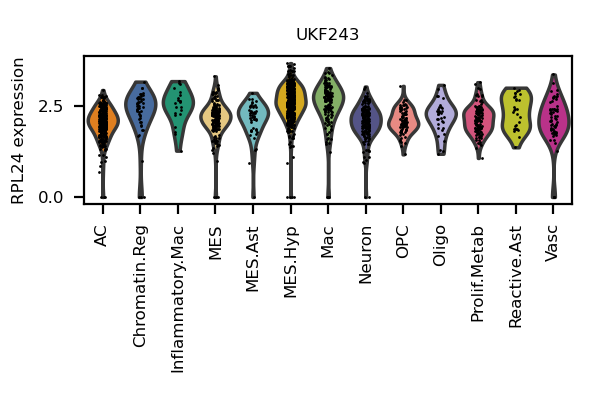 UKF243
RPL24 expression
2.5
0.0
AC
Chromatin.Reg
Inflammatory.Mac
MES
MES.Ast
MES.Hyp
Mac
Neuron
OPC
Oligo
Prolif.Metab
Reactive.Ast
Vasc